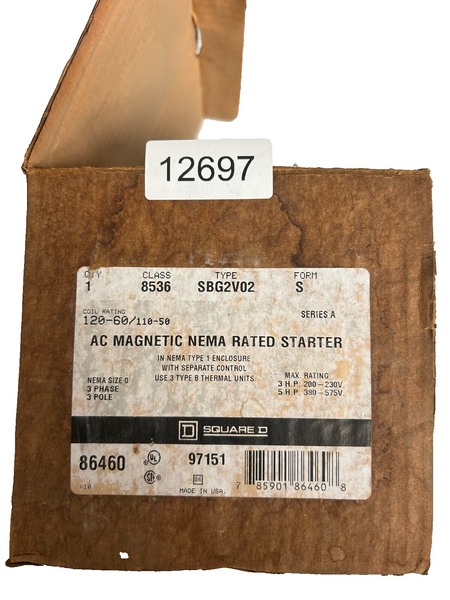 12697
QTY CLASS TYPE FORM
1 8536 SBG2V02 S
COIL RATING
120-60/110-50 SERIES A
AC MAGNETIC NEMA RATED STARTER
IN NEMA TYPE 1 ENCLOSURE
WITH SEPARATE CONTROL
USE 3 TYPE B THERMAL UNITS
NEMA SIZE 0
3 PHASE
3 POLE
MAX RATING
3 H.P. 200-230V.
5 H.P. 380-575V.
D SQUARE D
86460 UL 97151
SA 86
MADE IN USA.
7 85901 86460 8